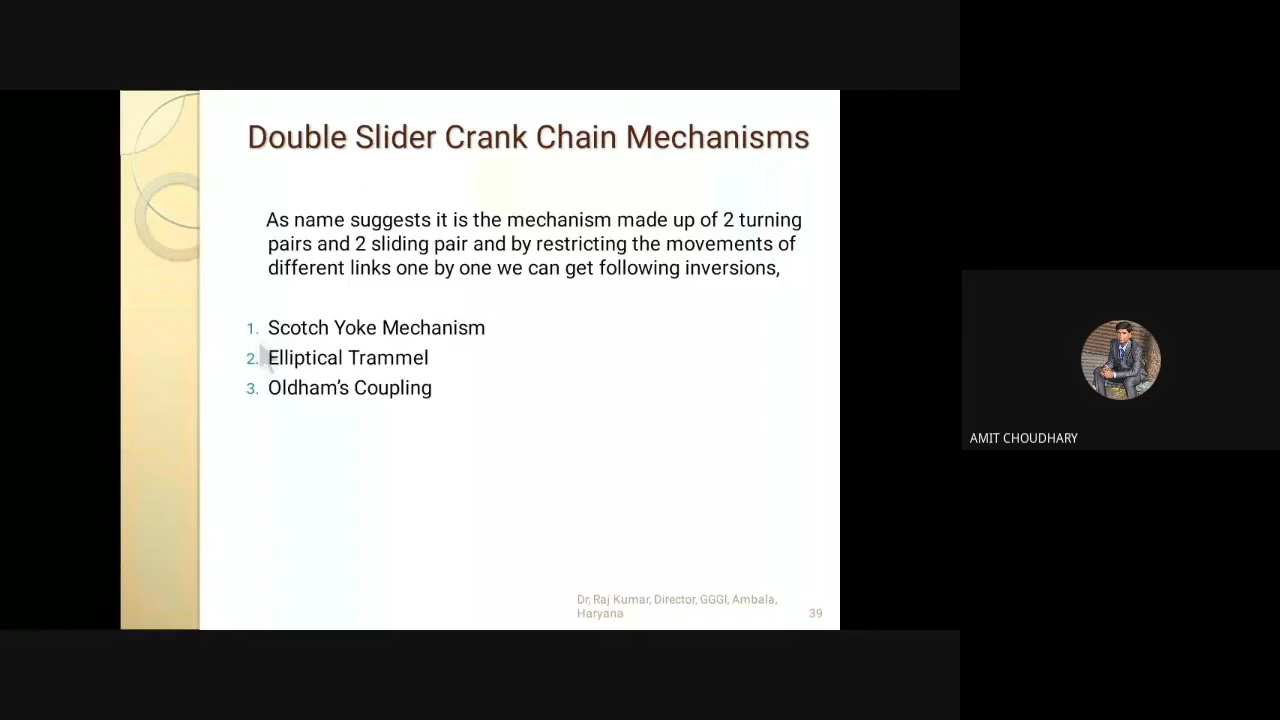 Double Slider Crank Chain Mechanisms
As name suggests it is the mechanism made up of 2 turning
pairs and 2 sliding pair and by restricting the movements of
different links one by one we can get following inversions,
1. Scotch Yoke Mechanism
2. Elliptical Trammel
3. Oldham's Coupling
Dr, Raj Kumar, Director, GGGI, Ambala,
Haryana
39
AMIT CHOUDHARY